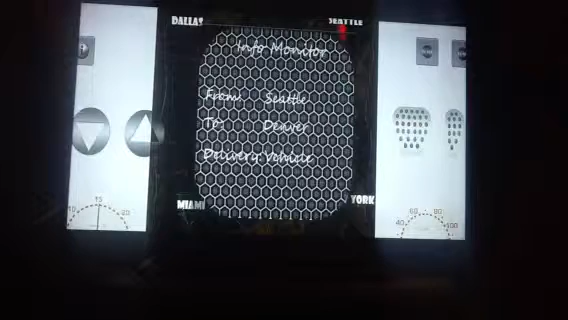 DALLAS SEATTLE
Info Monitor
From: Seattle
To: Denver
Delivery: Vehicle
MIAMI YORK
10 15 20
40 60 80 100